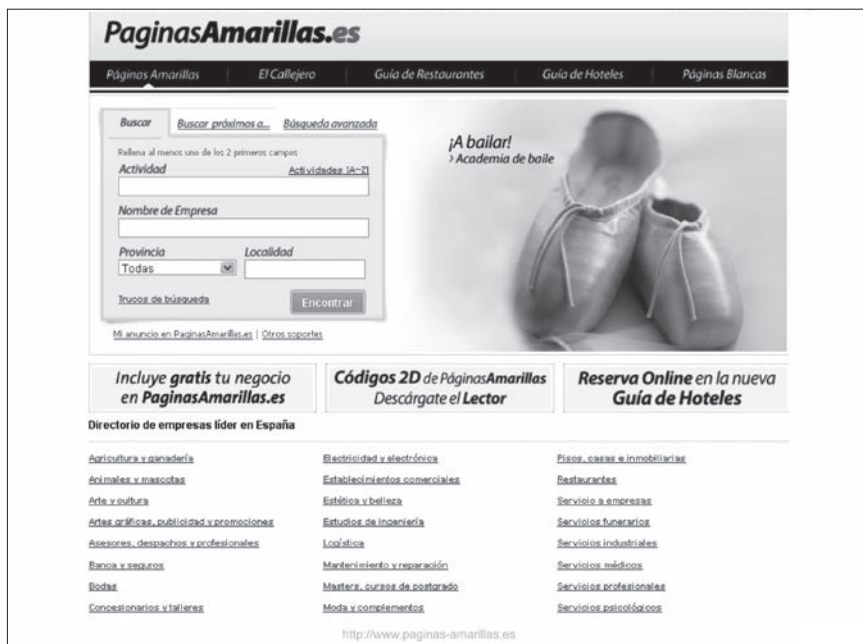 PaginasAmarillas.es
Páginas Amarillas | El Callejero | Guía de Restaurantes | Guía de Hoteles | Páginas Blancas
Buscar Buscar próximos a... Búsqueda avanzada
Rellena al menos uno de los 2 primeros campos
Actividad Actividades [A-Z]
Nombre de Empresa
Provincia Localidad
Todas
Trucos de búsqueda Encontrar
Mi anuncio en PaginasAmarillas.es | Otros soportes
¡A bailar!
› Academia de baile
Incluye gratis tu negocio
en PaginasAmarillas.es
Códigos 2D de PáginasAmarillas
Descárgate el Lector
Reserva Online en la nueva
Guía de Hoteles
Directorio de empresas líder en España
Agricultura y ganadería
Animales y mascotas
Arte y cultura
Artes gráficas, publicidad y promociones
Asesores, despachos y profesionales
Banca y seguros
Bodas
Concesionarios y talleres
Electricidad y electrónica
Establecimientos comerciales
Estética y belleza
Estudios de ingeniería
Logística
Mantenimiento y reparación
Masters, cursos de postgrado
Moda y complementos
Pisos, casas e inmobiliarias
Restaurantes
Servicio a empresas
Servicios funerarios
Servicios industriales
Servicios médicos
Servicios profesionales
Servicios psicológicos
http://www.paginas-amarillas.es